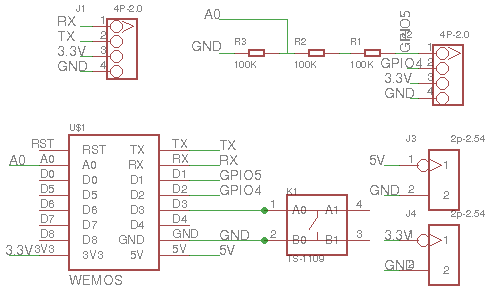 J1 4P-2.0
RX 1
TX 2
3.3V 3
GND 4
A0
GND R3 R2 R1
100K 100K 100K
GPIO5
4P-2.0
1
GPIO4 2
3.3V 3
GND 4
U$1
RST RST TX TX TX
A0 A0 A0 RX RX RX
D0 D0 D1 D1 GPIO5
D5 D5 D2 D2 GPIO4
D6 D6 D3 D3
D7 D7 D4 D4
D8 D8 GND GND GND
3.3V 3V3 3V3 5V 5V 5V
WEMOS
K1
1 A0 A1 4
2 B0 B1 3
TS-1109
J3 2p-2.54
5V 1
GND 2 2
J4 2p-2.54
3.3V 1
GND 2 2